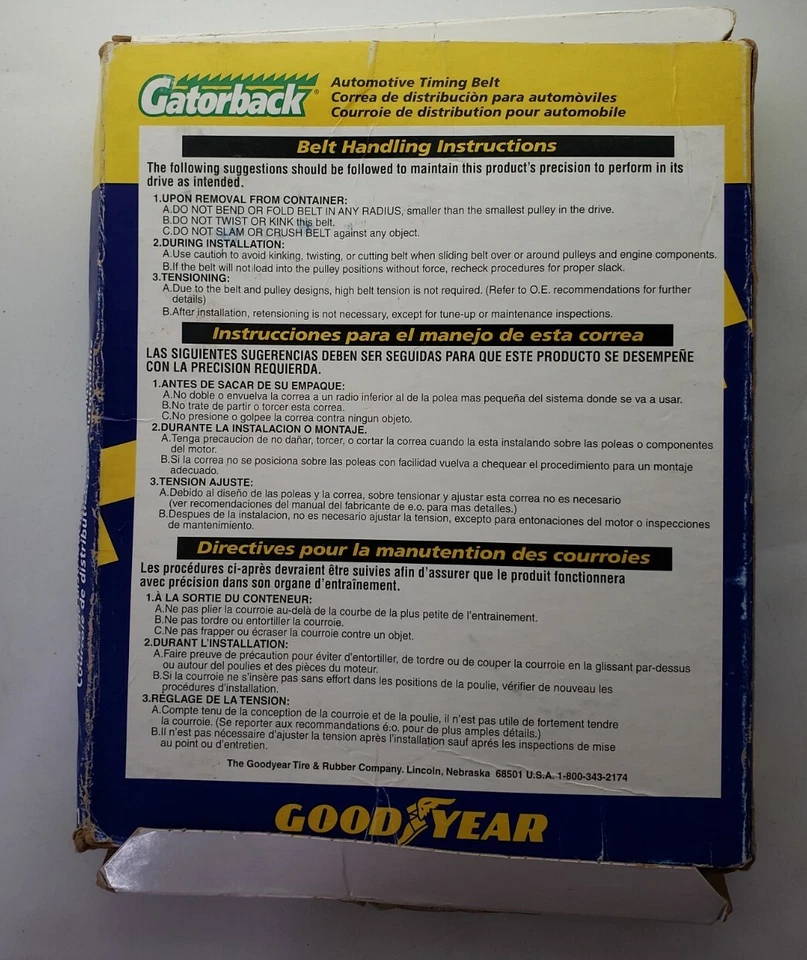 Gatorback®
Automotive Timing Belt
Correa de distribuciòn para automòviles
Courroie de distribution pour automobile
Belt Handling Instructions
The following suggestions should be followed to maintain this product's precision to perform in its
drive as intended.
1.UPON REMOVAL FROM CONTAINER:
A.DO NOT BEND OR FOLD BELT IN ANY RADIUS, smaller than the smallest pulley in the drive.
B.DO NOT TWIST OR KINK this belt.
C.DO NOT SLAM OR CRUSH BELT against any object.
2.DURING INSTALLATION:
A.Use caution to avoid kinking, twisting, or cutting belt when sliding belt over or around pulleys and engine components.
B.If the belt will not load into the pulley positions without force, recheck procedures for proper slack.
3.TENSIONING:
A.Due to the belt and pulley designs, high belt tension is not required. (Refer to O.E. recommendations for further
details)
B.After installation, retensioning is not necessary, except for tune-up or maintenance inspections.
Instrucciones para el manejo de esta correa
LAS SIGUIENTES SUGERENCIAS DEBEN SER SEGUIDAS PARA QUE ESTE PRODUCTO SE DESEMPEÑE
CON LA PRECISION REQUIERDA.
1.ANTES DE SACAR DE SU EMPAQUE:
A.No doble o envuelva la correa a un radio inferior al de la polea mas pequeña del sistema donde se va a usar.
B.No trate de partir o torcer esta correa.
C.No presione o golpee la correa contra ningun objeto.
2.DURANTE LA INSTALACION O MONTAJE.
A.Tenga precaucion de no dañar, torcer, o cortar la correa cuando la esta instalando sobre las poleas o componentes
del motor.
B.Si la correa no se posiciona sobre las poleas con facilidad vuelva a chequear el procedimiento para un montaje
adecuado.
3.TENSION AJUSTE:
A.Debido al diseño de las poleas y la correa, sobre tensionar y ajustar esta correa no es necesario
(ver recomendaciones del manual del fabricante de e.o. para mas detalles.)
B.Despues de la instalacion, no es necesario ajustar la tension, excepto para entonaciones del motor o inspecciones
de mantenimiento.
Directives pour la manutention des courroies
Les procédures ci-après devraient être suivies afin d'assurer que le produit fonctionnera
avec précision dans son organe d'entraînement.
1.À LA SORTIE DU CONTENEUR:
A.Ne pas plier la courroie au-delà de la courbe de la plus petite de l'entrainement.
B.Ne pas tordre ou entortiller la courroie.
C.Ne pas frapper ou écraser la courroie contre un objet.
2.DURANT L'INSTALLATION:
A.Faire preuve de précaution pour éviter d'entortiller, de tordre ou de couper la courroie en la glissant par-dessus
ou autour del poulies et des pièces du moteur.
B.Si la courroie ne s'insère pas sans effort dans les positions de la poulie, vérifier de nouveau les
procédures d'installation.
3.RÉGLAGE DE LA TENSION:
A.Compte tenu de la conception de la courroie et de la poulie, il n'est pas utile de fortement tendre
la courroie. (Se reporter aux recommandations é:o. pour de plus amples détails.)
B.Il n'est pas nécessaire d'ajuster la tension après l'installation sauf après les inspections de mise
au point ou d'entretien.
The Goodyear Tire & Rubber Company. Lincoln, Nebraska 68501 U.S.A. 1-800-343-2174
GOODYEAR
de distribut